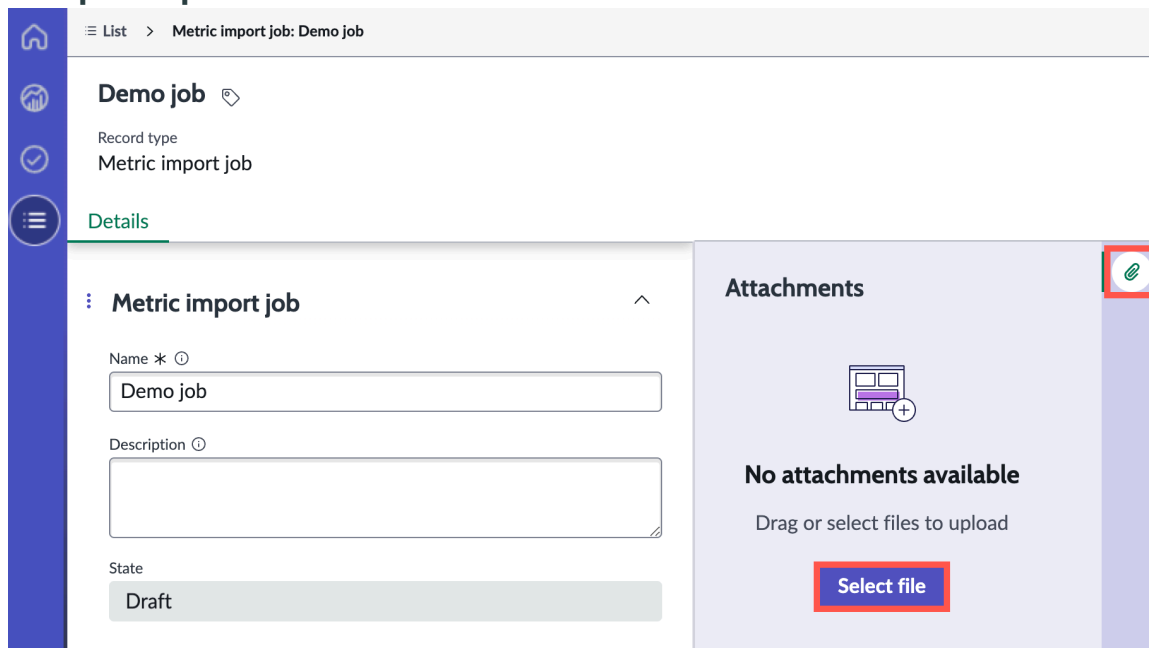 List > Metric import job: Demo job
Demo job
Record type
Metric import job
Details
Metric import job
Name *
Demo job
Description
State
Draft
Attachments
No attachments available
Drag or select files to upload
Select file